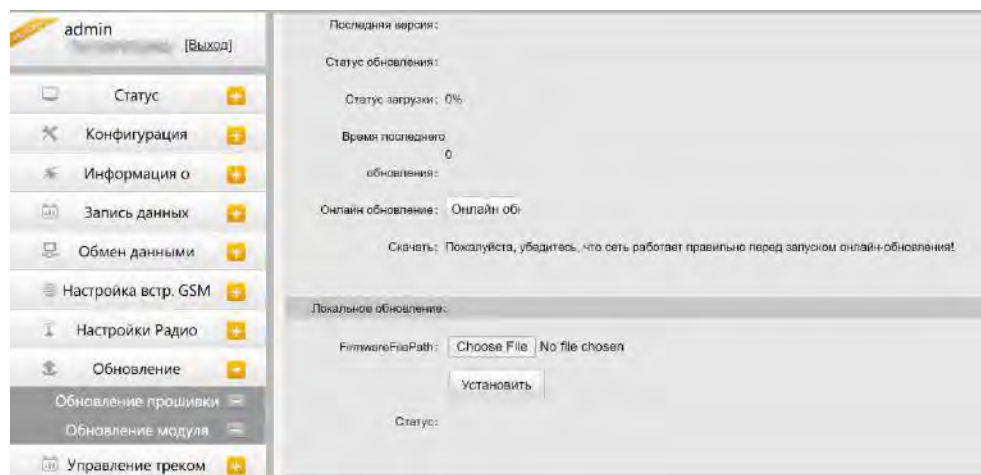 admin
[Выход]
Статус
Конфигурация
Информация о
Запись данных
Обмен данными
Настройка встр. GSM
Настройки Радио
Обновление
Обновление прошивки
Обновление модуля
Управление треком
Последняя версия:
Статус обновления:
Статус загрузки: 0%
Время последнего
0
обновления:
Онлайн обновление: Онлайн об
Скачать: Пожалуйста, убедитесь, что сеть работает правильно перед запуском онлайн-обновления!
Локальное обновление:
FirmwareFilePath: Choose File No file chosen
Установить
Статус: